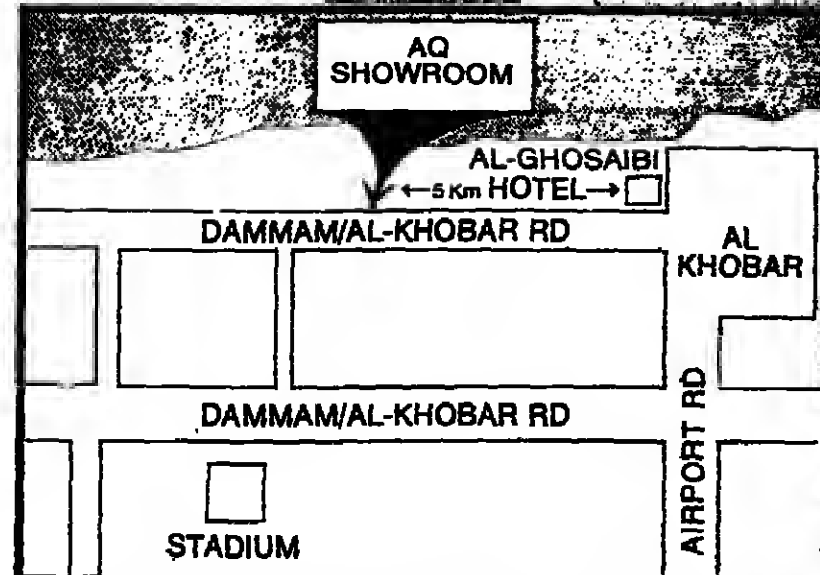 AQ
SHOWROOM
AL-GHOSAIBI
←5 Km HOTEL→
DAMMAM/AL-KHOBAR RD
AL
KHOBAR
DAMMAM/AL-KHOBAR RD
AIRPORT RD
STADIUM